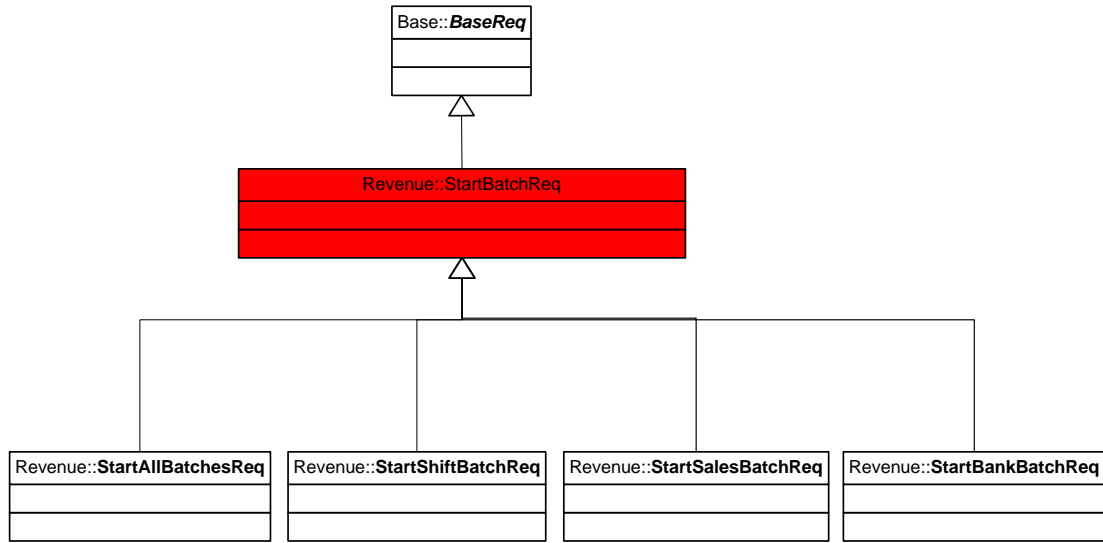 Base::BaseReq
Revenue::StartBatchReq
Revenue::StartAllBatchesReq
Revenue::StartShiftBatchReq
Revenue::StartSalesBatchReq
Revenue::StartBankBatchReq